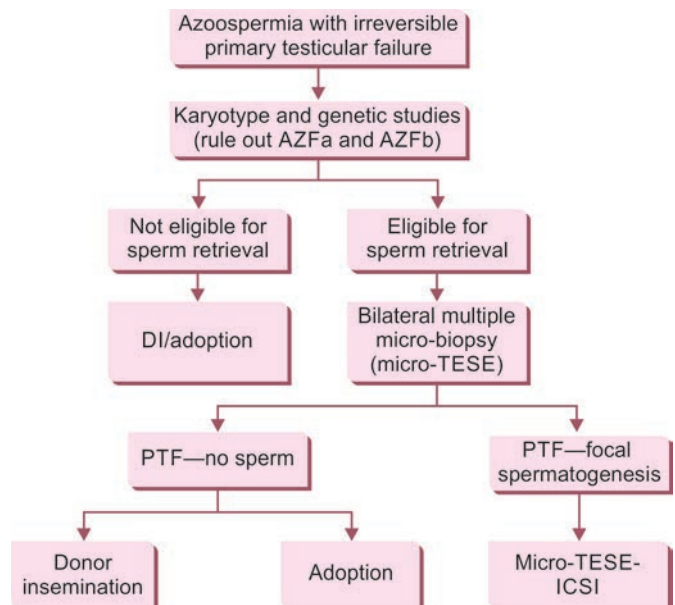 Azoospermia with irreversible
primary testicular failure
Karyotype and genetic studies
(rule out AZFa and AZFb)
Not eligible for
sperm retrieval
Eligible for
sperm retrieval
DI/adoption
Bilateral multiple
micro-biopsy
(micro-TESE)
PTF—no sperm
PTF—focal
spermatogenesis
Donor
insemination
Adoption
Micro-TESE-
ICSI